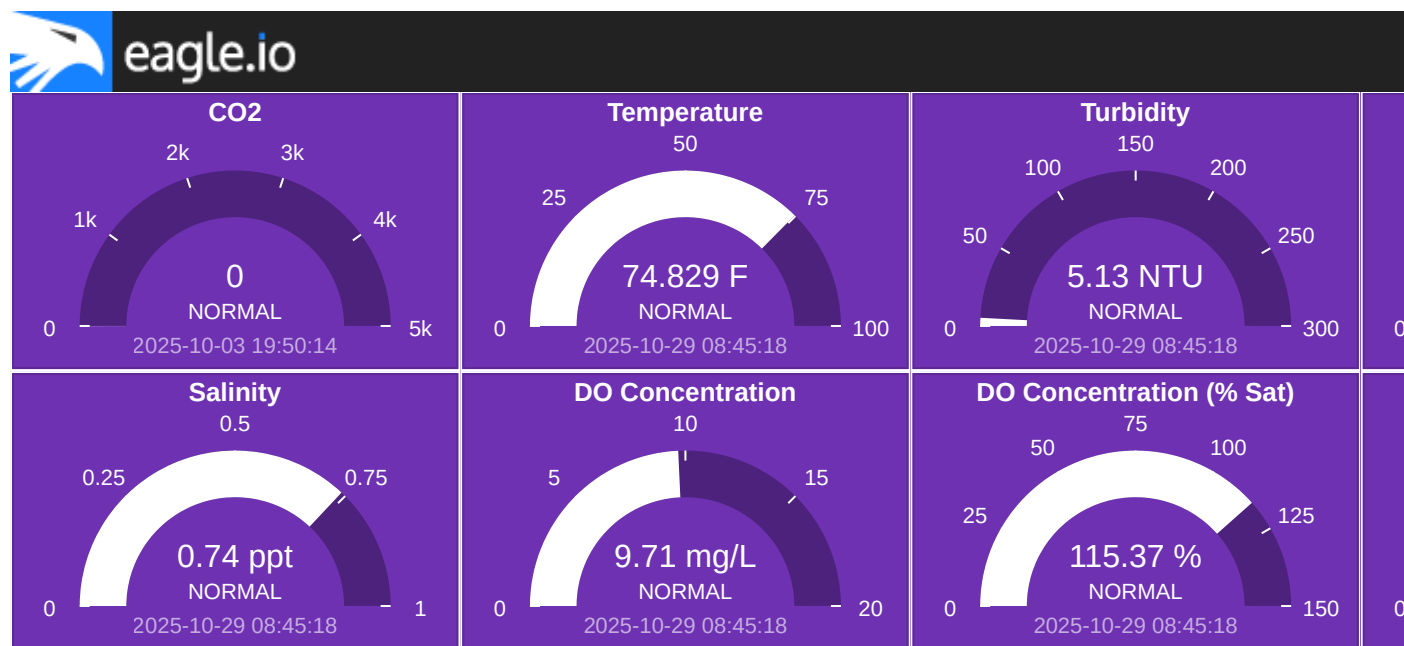 eagle.io
CO2
2k
3k
1k
4k
0
NORMAL
0
5k
2025-10-03 19:50:14
Temperature
50
25
75
74.829 F
NORMAL
0
100
2025-10-29 08:45:18
Turbidity
150
100
200
50
250
5.13 NTU
NORMAL
0
300
2025-10-29 08:45:18
0
Salinity
0.5
0.25
0.75
0.74 ppt
NORMAL
0
1
2025-10-29 08:45:18
DO Concentration
10
5
15
9.71 mg/L
NORMAL
0
20
2025-10-29 08:45:18
DO Concentration (% Sat)
75
50
100
25
125
115.37 %
NORMAL
0
150
2025-10-29 08:45:18
0